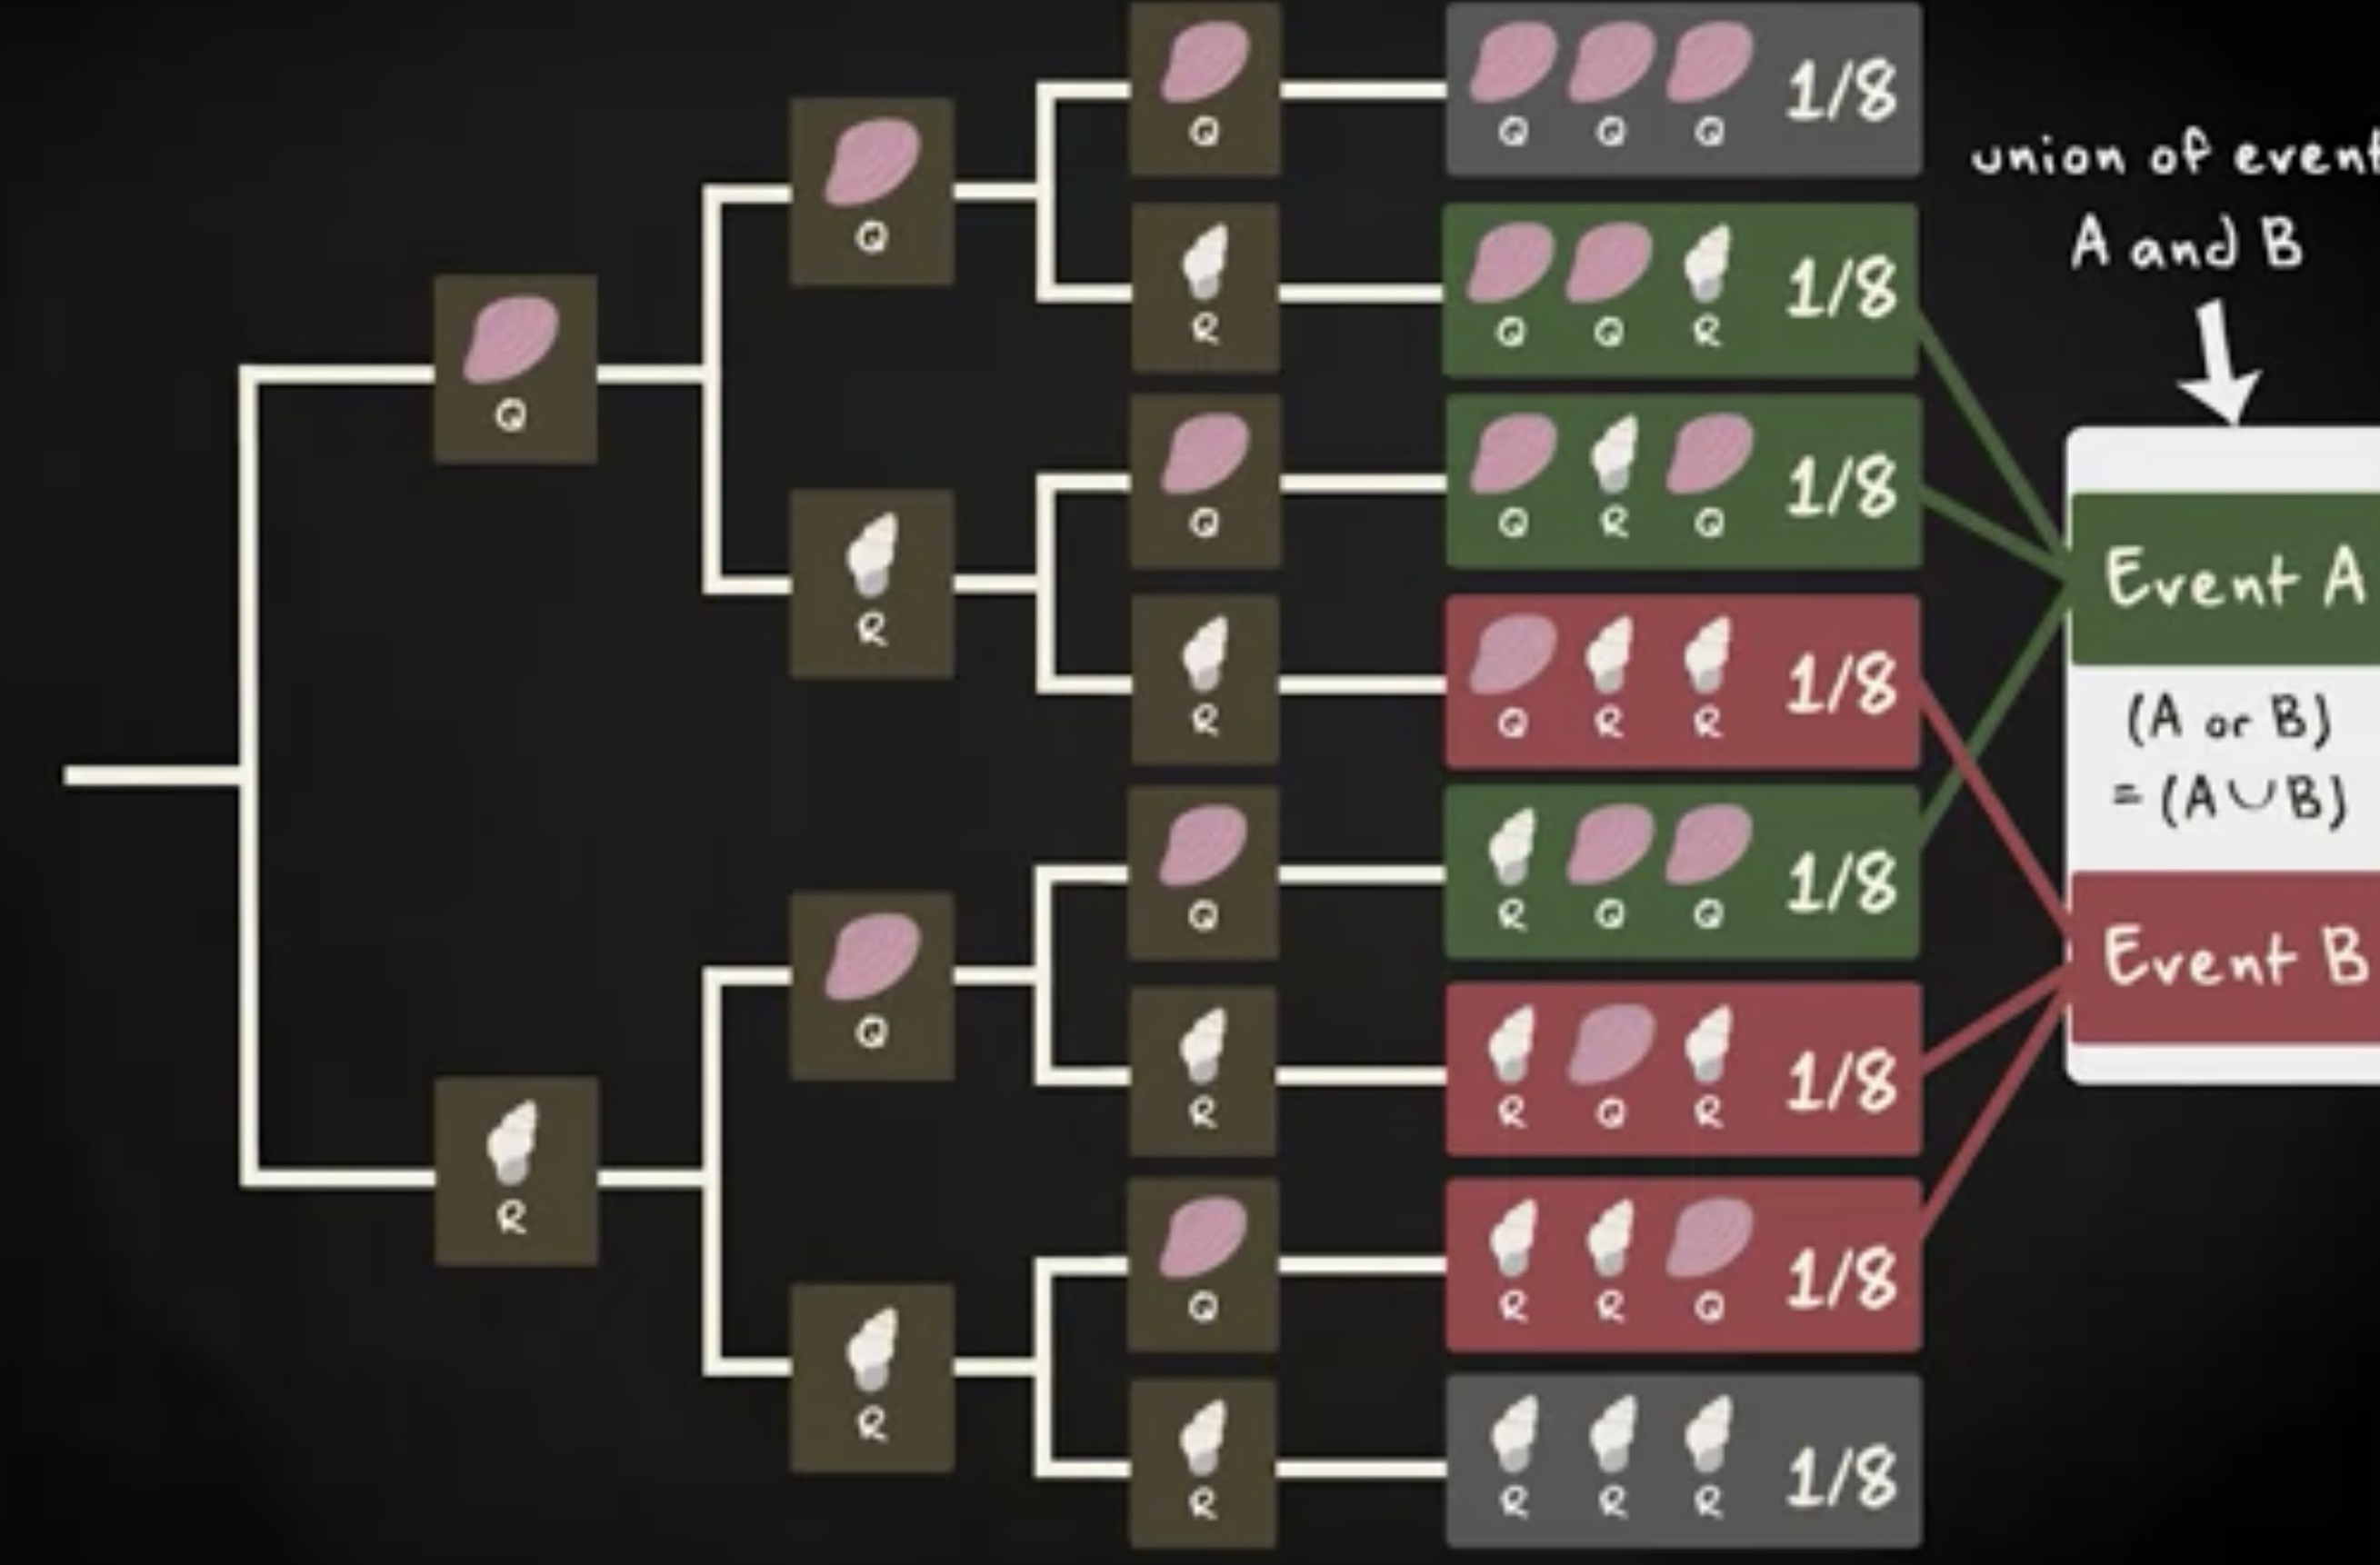 Q
Q
Q
Q Q Q 1/8
R
Q Q R 1/8
R
Q
Q R Q 1/8
R
Q R R 1/8
R
Q
Q
R Q Q 1/8
R
R Q R 1/8
R
Q
R R Q 1/8
R
R R R 1/8
union of event
A and B
Event A
(A or B)
= (A∪B)
Event B